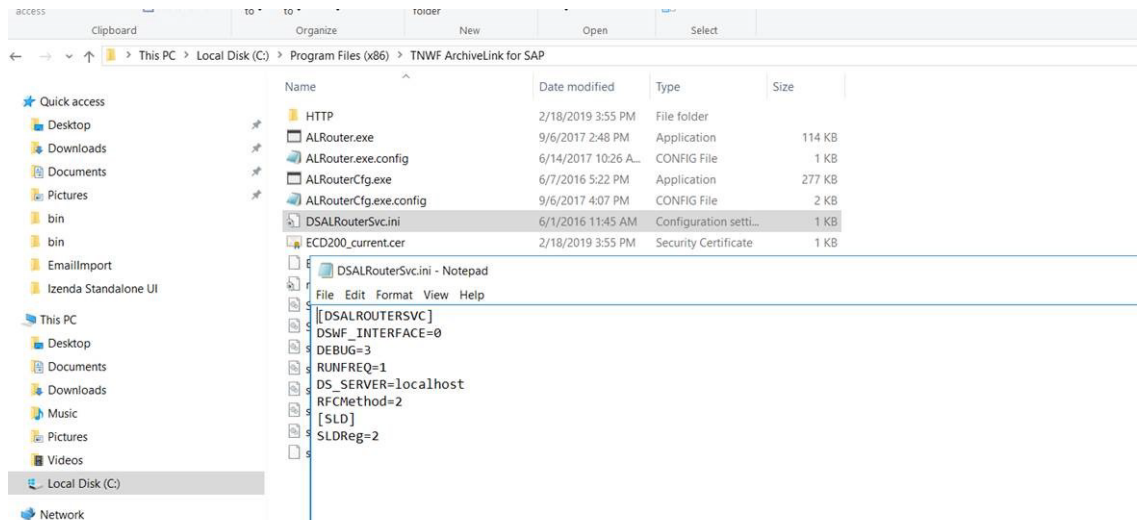 access to to folder
Clipboard Organize New Open Select
This PC > Local Disk (C:) > Program Files (x86) > TNWF ArchiveLink for SAP
Name Date modified Type Size
Quick access
Desktop
Downloads
Documents
Pictures
bin
bin
EmailImport
Izenda Standalone UI
This PC
Desktop
Documents
Downloads
Music
Pictures
Videos
Local Disk (C:)
Network
HTTP 2/18/2019 3:55 PM File folder
ALRouter.exe 9/6/2017 2:48 PM Application 114 KB
ALRouter.exe.config 6/14/2017 10:26 A... CONFIG File 1 KB
ALRouterCfg.exe 6/7/2016 5:22 PM Application 277 KB
ALRouterCfg.exe.config 9/6/2017 4:07 PM CONFIG File 2 KB
DSALRouterSvc.ini 6/1/2016 11:45 AM Configuration setti... 1 KB
ECD200_current.cer 2/18/2019 3:55 PM Security Certificate 1 KB
DSALRouterSvc.ini - Notepad
File Edit Format View Help
[DSALROUTERSVC]
DSWF_INTERFACE=0
DEBUG=3
RUNFREQ=1
DS_SERVER=localhost
RFCMethod=2
[SLD]
SLDReg=2